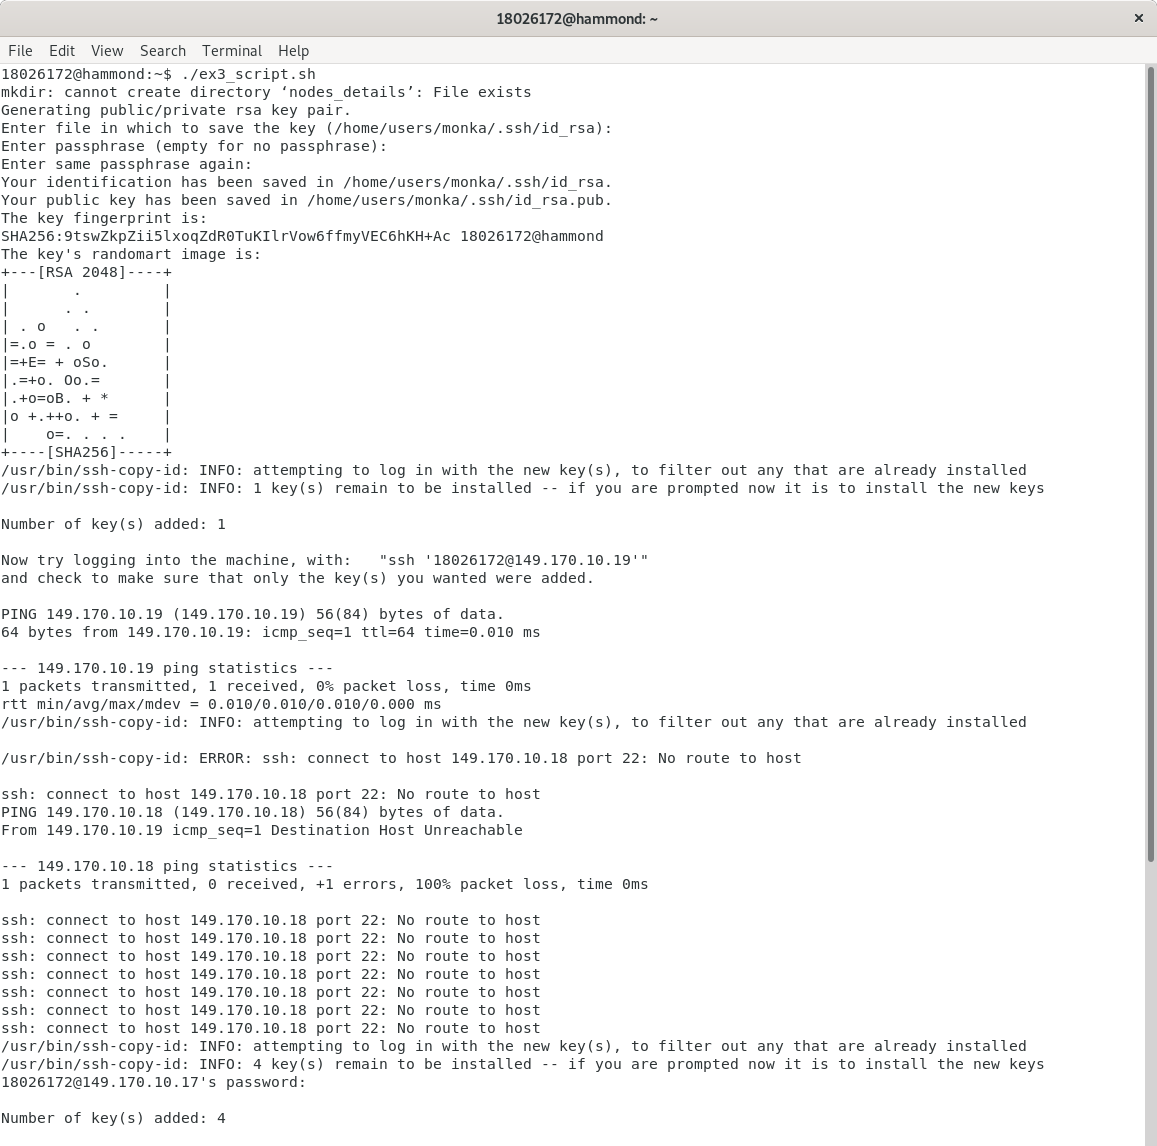 18026172@hammond: ~
×
File Edit View Search Terminal Help
18026172@hammond:~$ ./ex3_script.sh
mkdir: cannot create directory ‘nodes_details’: File exists
Generating public/private rsa key pair.
Enter file in which to save the key (/home/users/monka/.ssh/id_rsa):
Enter passphrase (empty for no passphrase):
Enter same passphrase again:
Your identification has been saved in /home/users/monka/.ssh/id_rsa.
Your public key has been saved in /home/users/monka/.ssh/id_rsa.pub.
The key fingerprint is:
SHA256:9tswZkpZii5lxoqZdR0TuKIlrVow6ffmyVEC6hKH+Ac 18026172@hammond
The key's randomart image is:
+---[RSA 2048]----+
|       .         |
|      . .        |
| . o   . .       |
|=.o = . o        |
|=+E= + oSo.      |
|.=+o. Oo.=       |
|.+o=oB. + *      |
|o +.++o. + =     |
|    o=. . . .    |
+----[SHA256]-----+
/usr/bin/ssh-copy-id: INFO: attempting to log in with the new key(s), to filter out any that are already installed
/usr/bin/ssh-copy-id: INFO: 1 key(s) remain to be installed -- if you are prompted now it is to install the new keys
Number of key(s) added: 1
Now try logging into the machine, with:   "ssh '18026172@149.170.10.19'"
and check to make sure that only the key(s) you wanted were added.
PING 149.170.10.19 (149.170.10.19) 56(84) bytes of data.
64 bytes from 149.170.10.19: icmp_seq=1 ttl=64 time=0.010 ms
--- 149.170.10.19 ping statistics ---
1 packets transmitted, 1 received, 0% packet loss, time 0ms
rtt min/avg/max/mdev = 0.010/0.010/0.010/0.000 ms
/usr/bin/ssh-copy-id: INFO: attempting to log in with the new key(s), to filter out any that are already installed
/usr/bin/ssh-copy-id: ERROR: ssh: connect to host 149.170.10.18 port 22: No route to host
ssh: connect to host 149.170.10.18 port 22: No route to host
PING 149.170.10.18 (149.170.10.18) 56(84) bytes of data.
From 149.170.10.19 icmp_seq=1 Destination Host Unreachable
--- 149.170.10.18 ping statistics ---
1 packets transmitted, 0 received, +1 errors, 100% packet loss, time 0ms
ssh: connect to host 149.170.10.18 port 22: No route to host
ssh: connect to host 149.170.10.18 port 22: No route to host
ssh: connect to host 149.170.10.18 port 22: No route to host
ssh: connect to host 149.170.10.18 port 22: No route to host
ssh: connect to host 149.170.10.18 port 22: No route to host
ssh: connect to host 149.170.10.18 port 22: No route to host
ssh: connect to host 149.170.10.18 port 22: No route to host
/usr/bin/ssh-copy-id: INFO: attempting to log in with the new key(s), to filter out any that are already installed
/usr/bin/ssh-copy-id: INFO: 4 key(s) remain to be installed -- if you are prompted now it is to install the new keys
18026172@149.170.10.17's password:
Number of key(s) added: 4